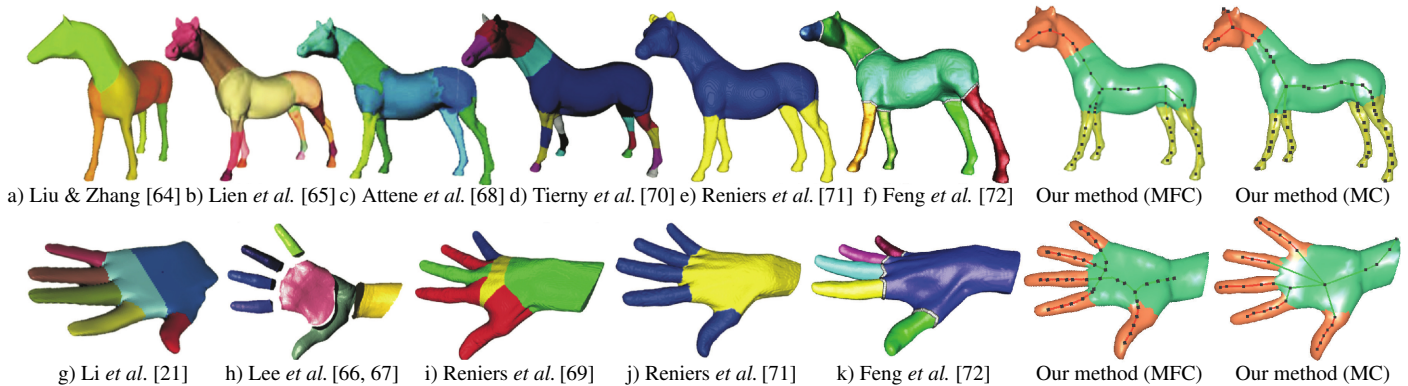 a) Liu & Zhang [64] b) Lien et al. [65] c) Attene et al. [68] d) Tierny et al. [70] e) Reniers et al. [71] f) Feng et al. [72] Our method (MFC) Our method (MC)
g) Li et al. [21] h) Lee et al. [66, 67] i) Reniers et al. [69] j) Reniers et al. [71] k) Feng et al. [72] Our method (MFC) Our method (MC)